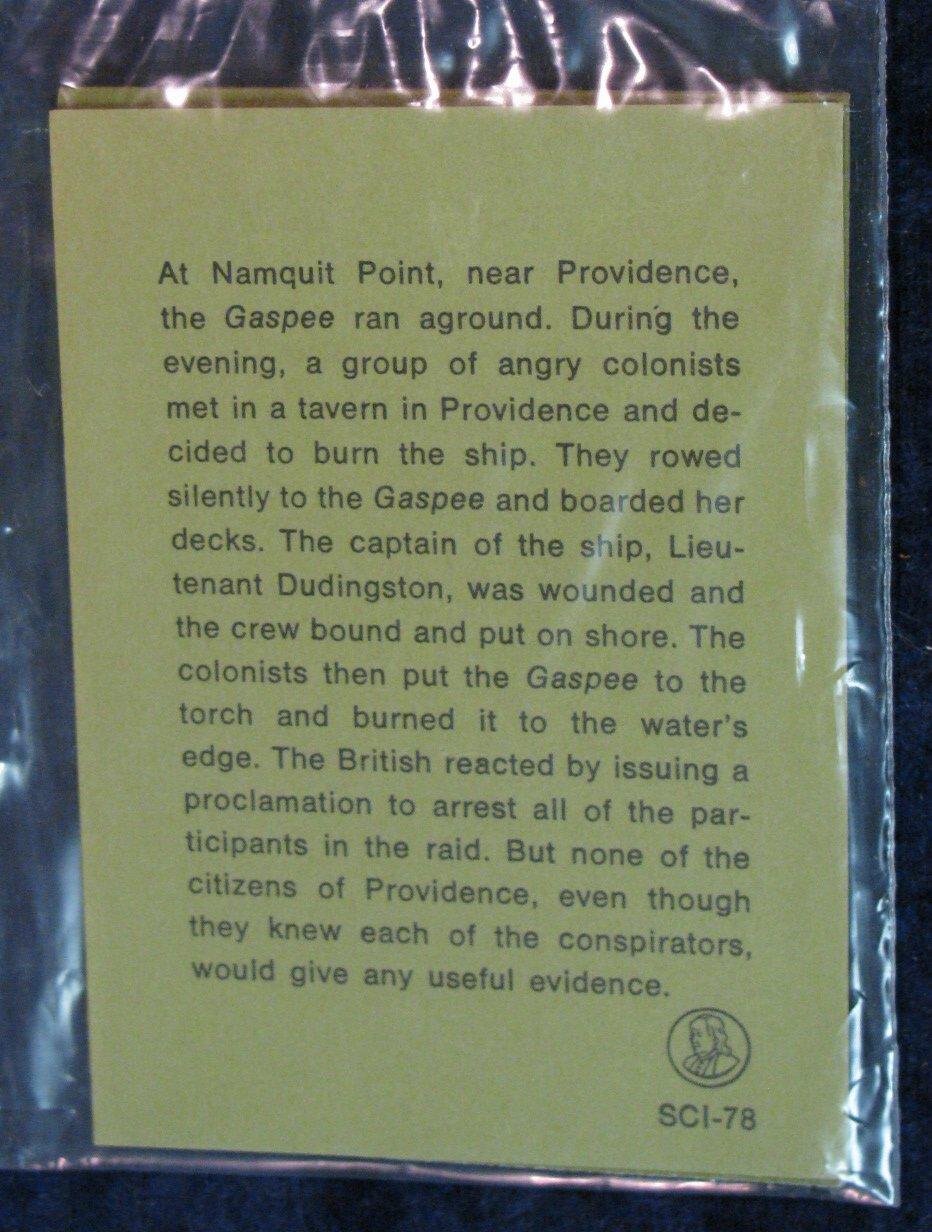 At Namquit Point, near Providence,
the Gaspee ran aground. During the
evening, a group of angry colonists
met in a tavern in Providence and de-
cided to burn the ship. They rowed
silently to the Gaspee and boarded her
decks. The captain of the ship, Lieu-
tenant Dudingston, was wounded and
the crew bound and put on shore. The
colonists then put the Gaspee to the
torch and burned it to the water's
edge. The British reacted by issuing a
proclamation to arrest all of the par-
ticipants in the raid. But none of the
citizens of Providence, even though
they knew each of the conspirators,
would give any useful evidence.
SCI-78